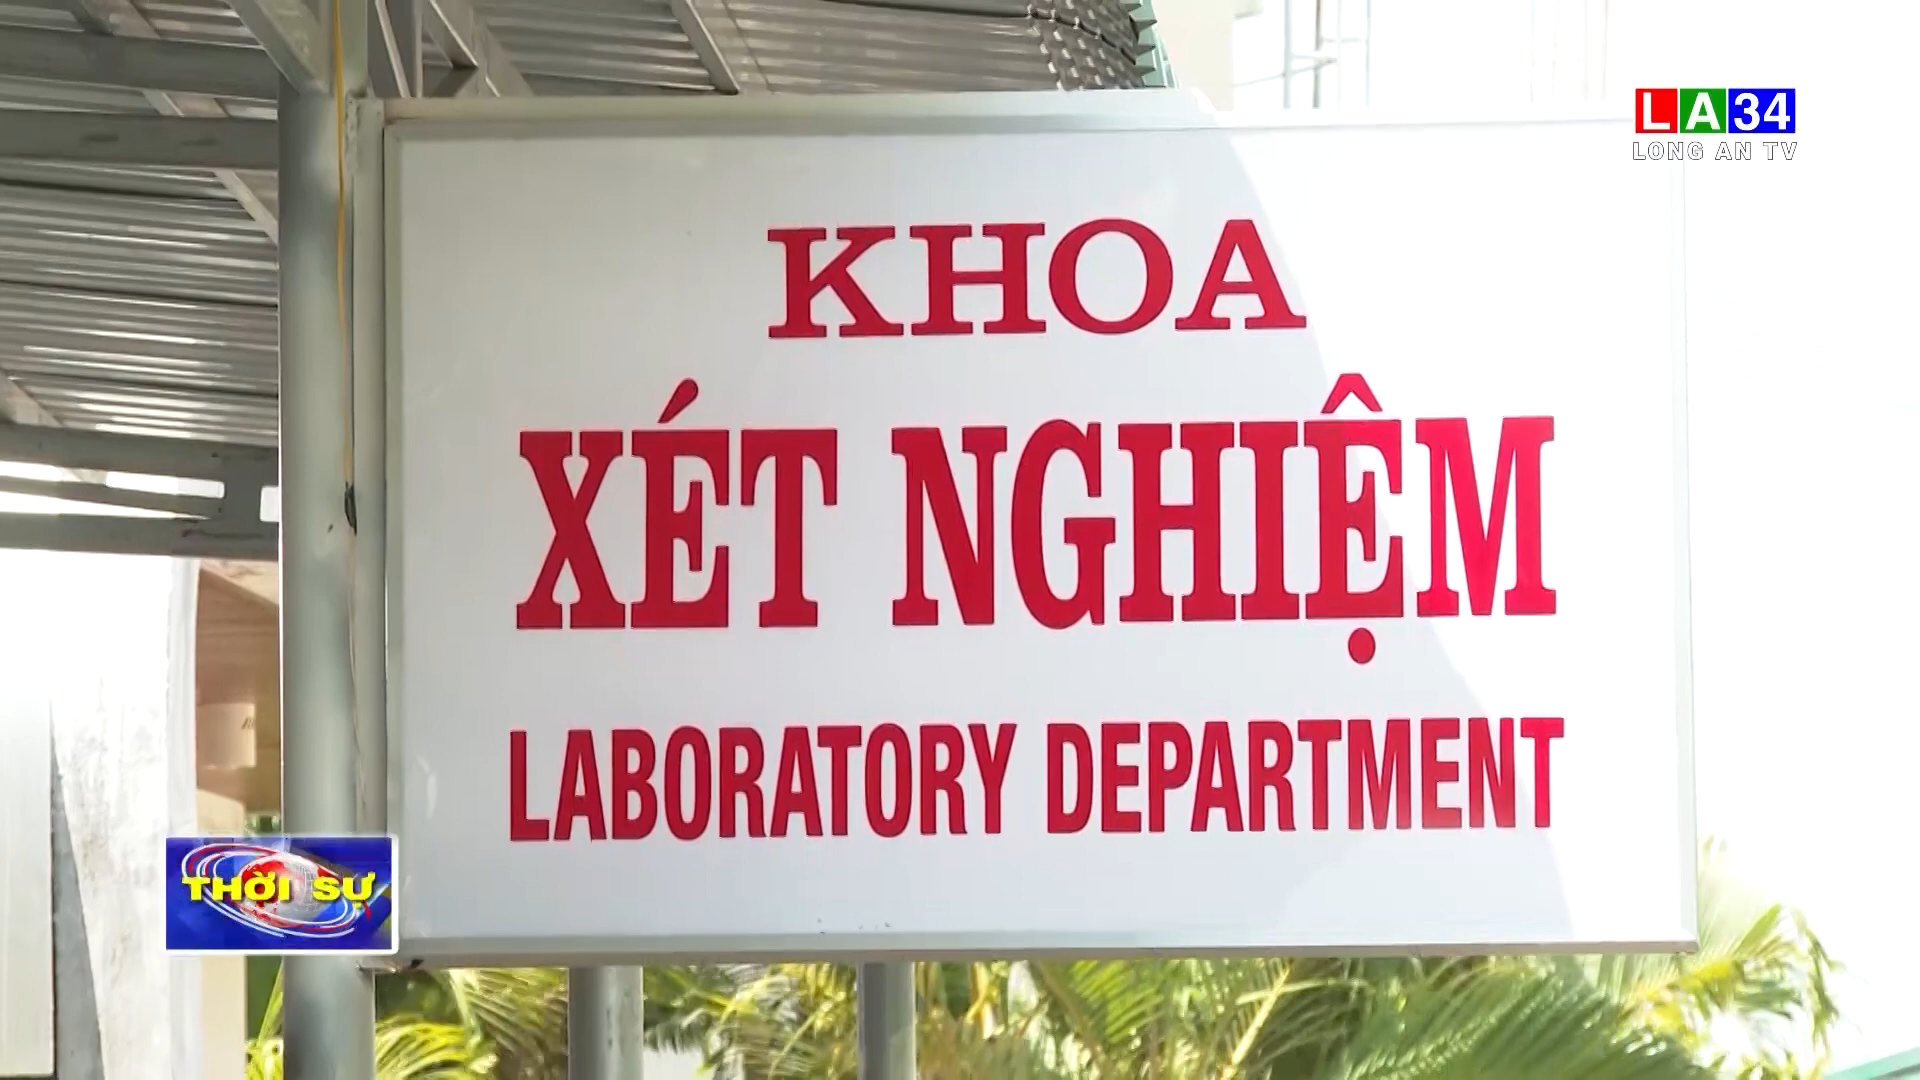 LA34
LONG AN TV
KHOA
XÉT NGHIỆM
LABORATORY DEPARTMENT
THỜI SỰ